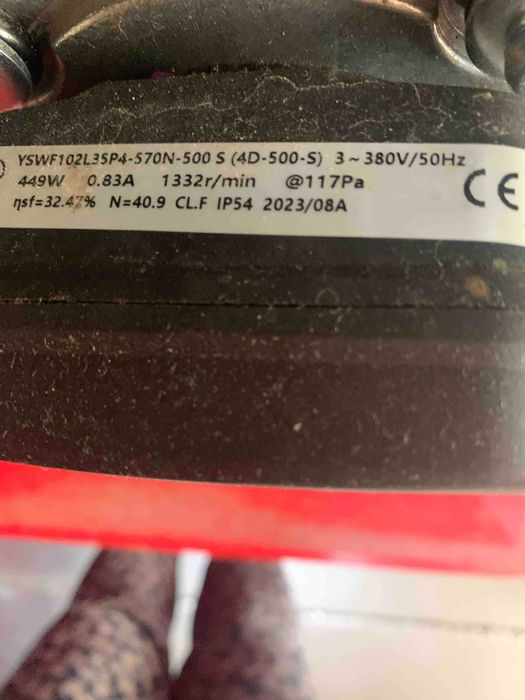 YSWF102L35P4-570N-500 S (4D-500-S) 3~380V/50Hz
449W 0.83A 1332r/min @117Pa
ηsf=32.47% N=40.9 CL.F IP54 2023/08A
CE